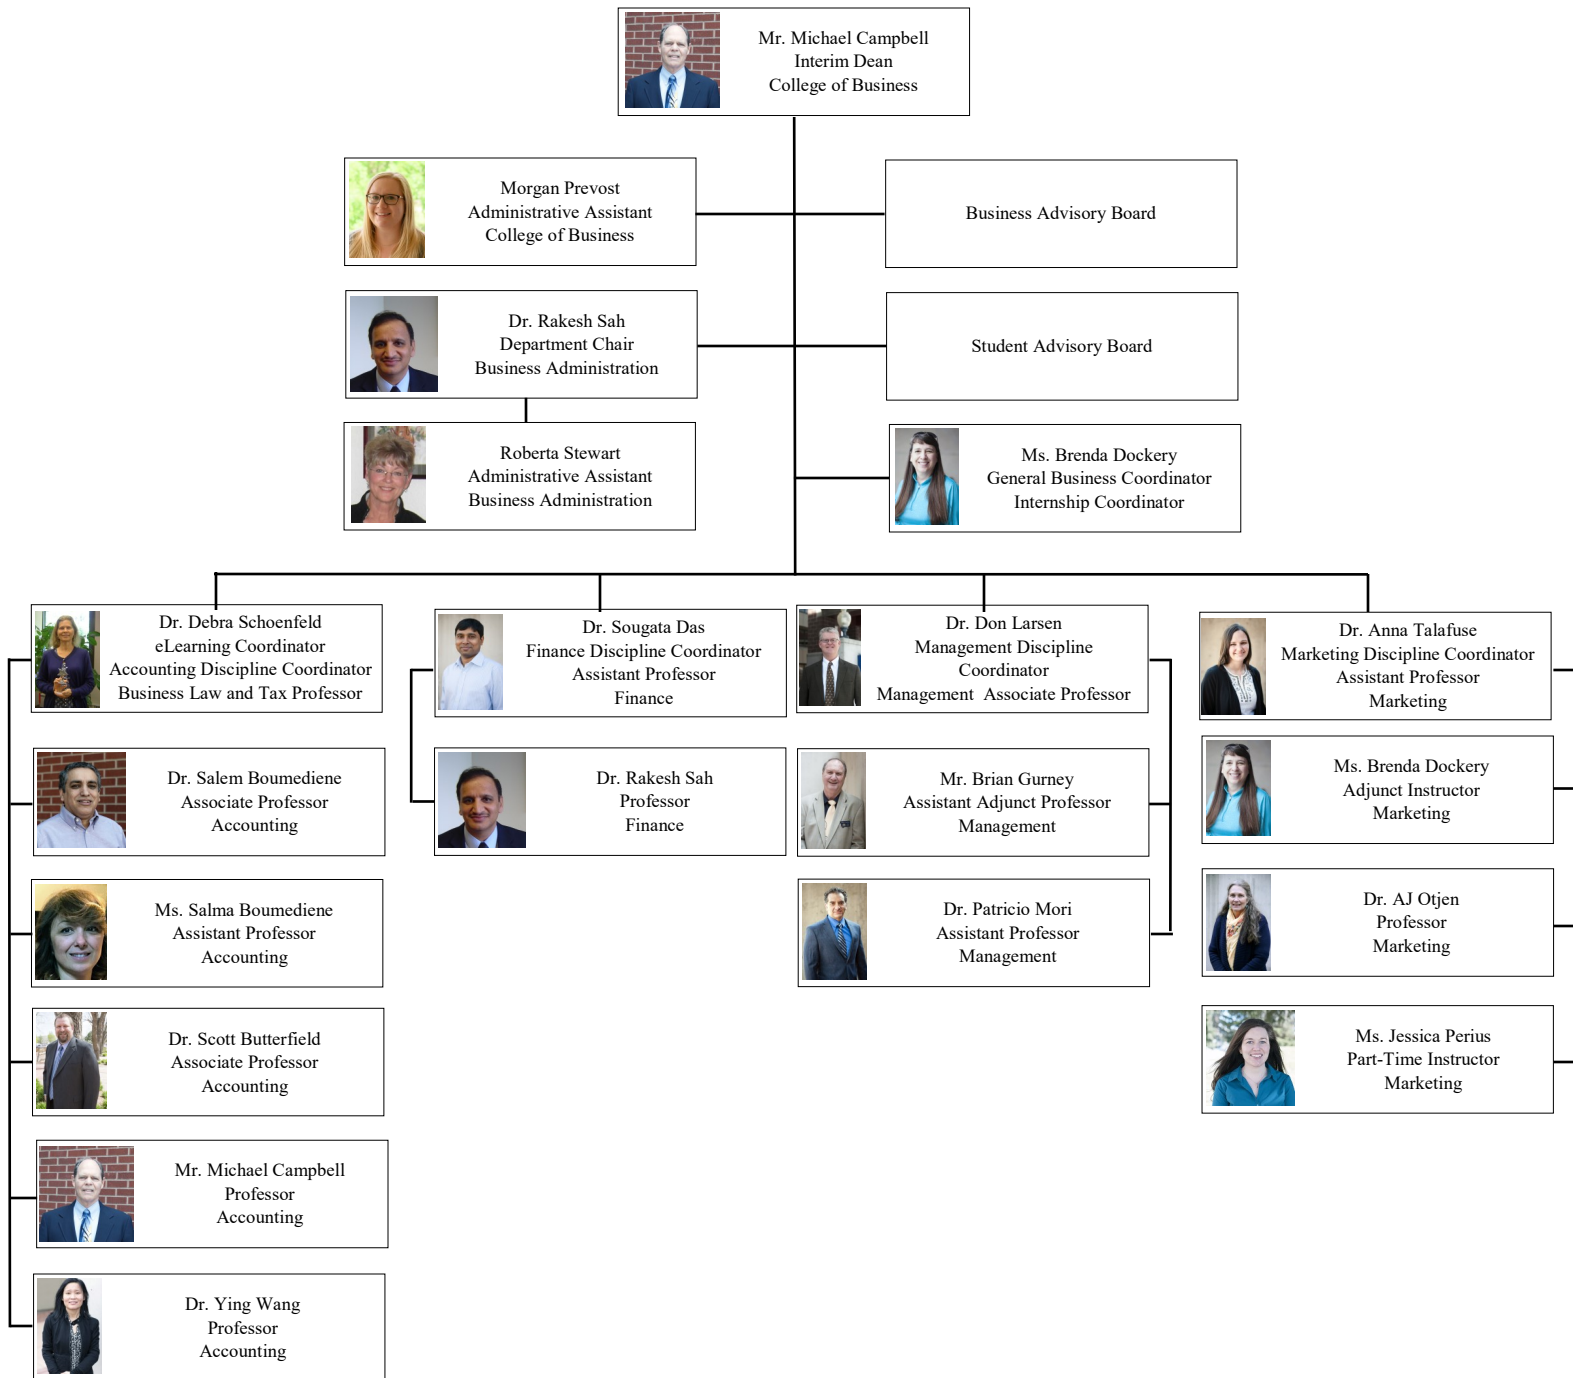 Mr. Michael Campbell
Interim Dean
College of Business
Morgan Prevost
Administrative Assistant
College of Business
Business Advisory Board
Dr. Rakesh Sah
Department Chair
Business Administration
Student Advisory Board
Roberta Stewart
Administrative Assistant
Business Administration
Ms. Brenda Dockery
General Business Coordinator
Internship Coordinator
Dr. Debra Schoenfeld
eLearning Coordinator
Accounting Discipline Coordinator
Business Law and Tax Professor
Dr. Sougata Das
Finance Discipline Coordinator
Assistant Professor
Finance
Dr. Don Larsen
Management Discipline
Coordinator
Management Associate Professor
Dr. Anna Talafuse
Marketing Discipline Coordinator
Assistant Professor
Marketing
Dr. Salem Boumediene
Associate Professor
Accounting
Dr. Rakesh Sah
Professor
Finance
Mr. Brian Gurney
Assistant Adjunct Professor
Management
Ms. Brenda Dockery
Adjunct Instructor
Marketing
Ms. Salma Boumediene
Assistant Professor
Accounting
Dr. Patricio Mori
Assistant Professor
Management
Dr. AJ Otjen
Professor
Marketing
Dr. Scott Butterfield
Associate Professor
Accounting
Ms. Jessica Perius
Part-Time Instructor
Marketing
Mr. Michael Campbell
Professor
Accounting
Dr. Ying Wang
Professor
Accounting